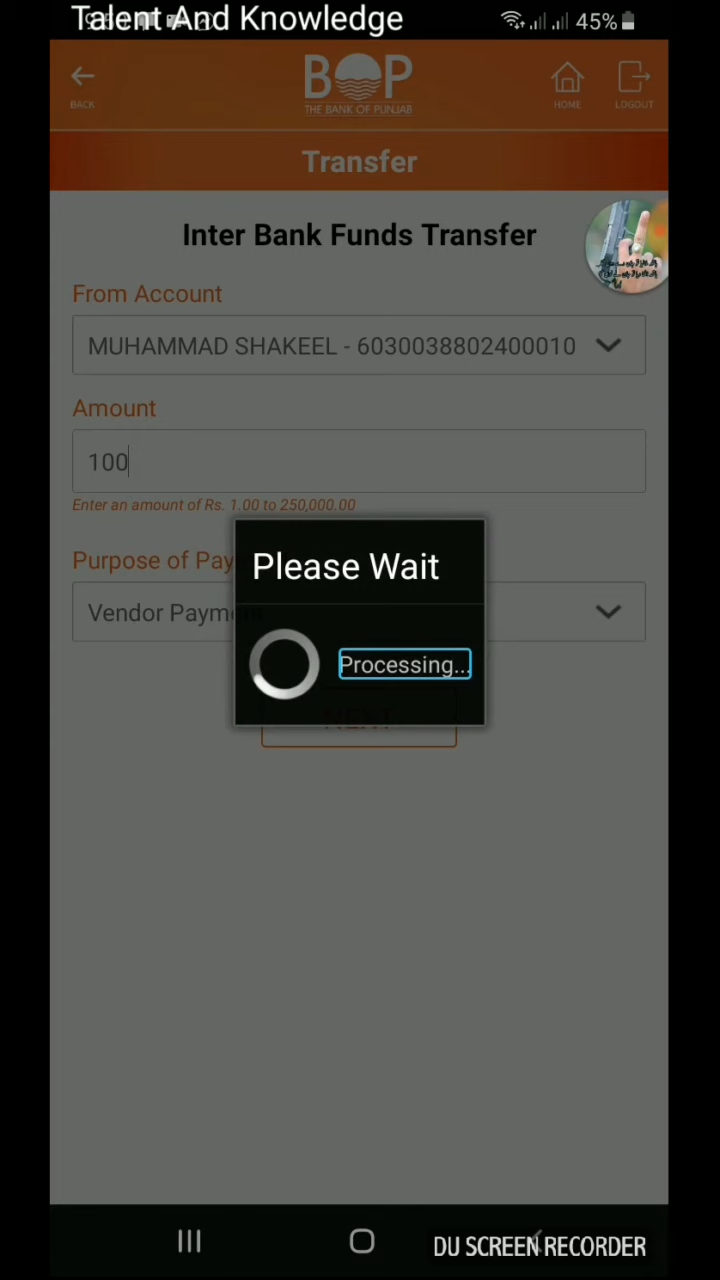 Talent And Knowledge
45%
BACK
BOP
THE BANK OF PUNJAB
HOME
LOGOUT
Transfer
Inter Bank Funds Transfer
From Account
MUHAMMAD SHAKEEL - 6030038802400010
Amount
100
Enter an amount of Rs. 1.00 to 250,000.00
Purpose of Pay
Vendor Payment
Please Wait
Processing...
NEXT
DU SCREEN RECORDER